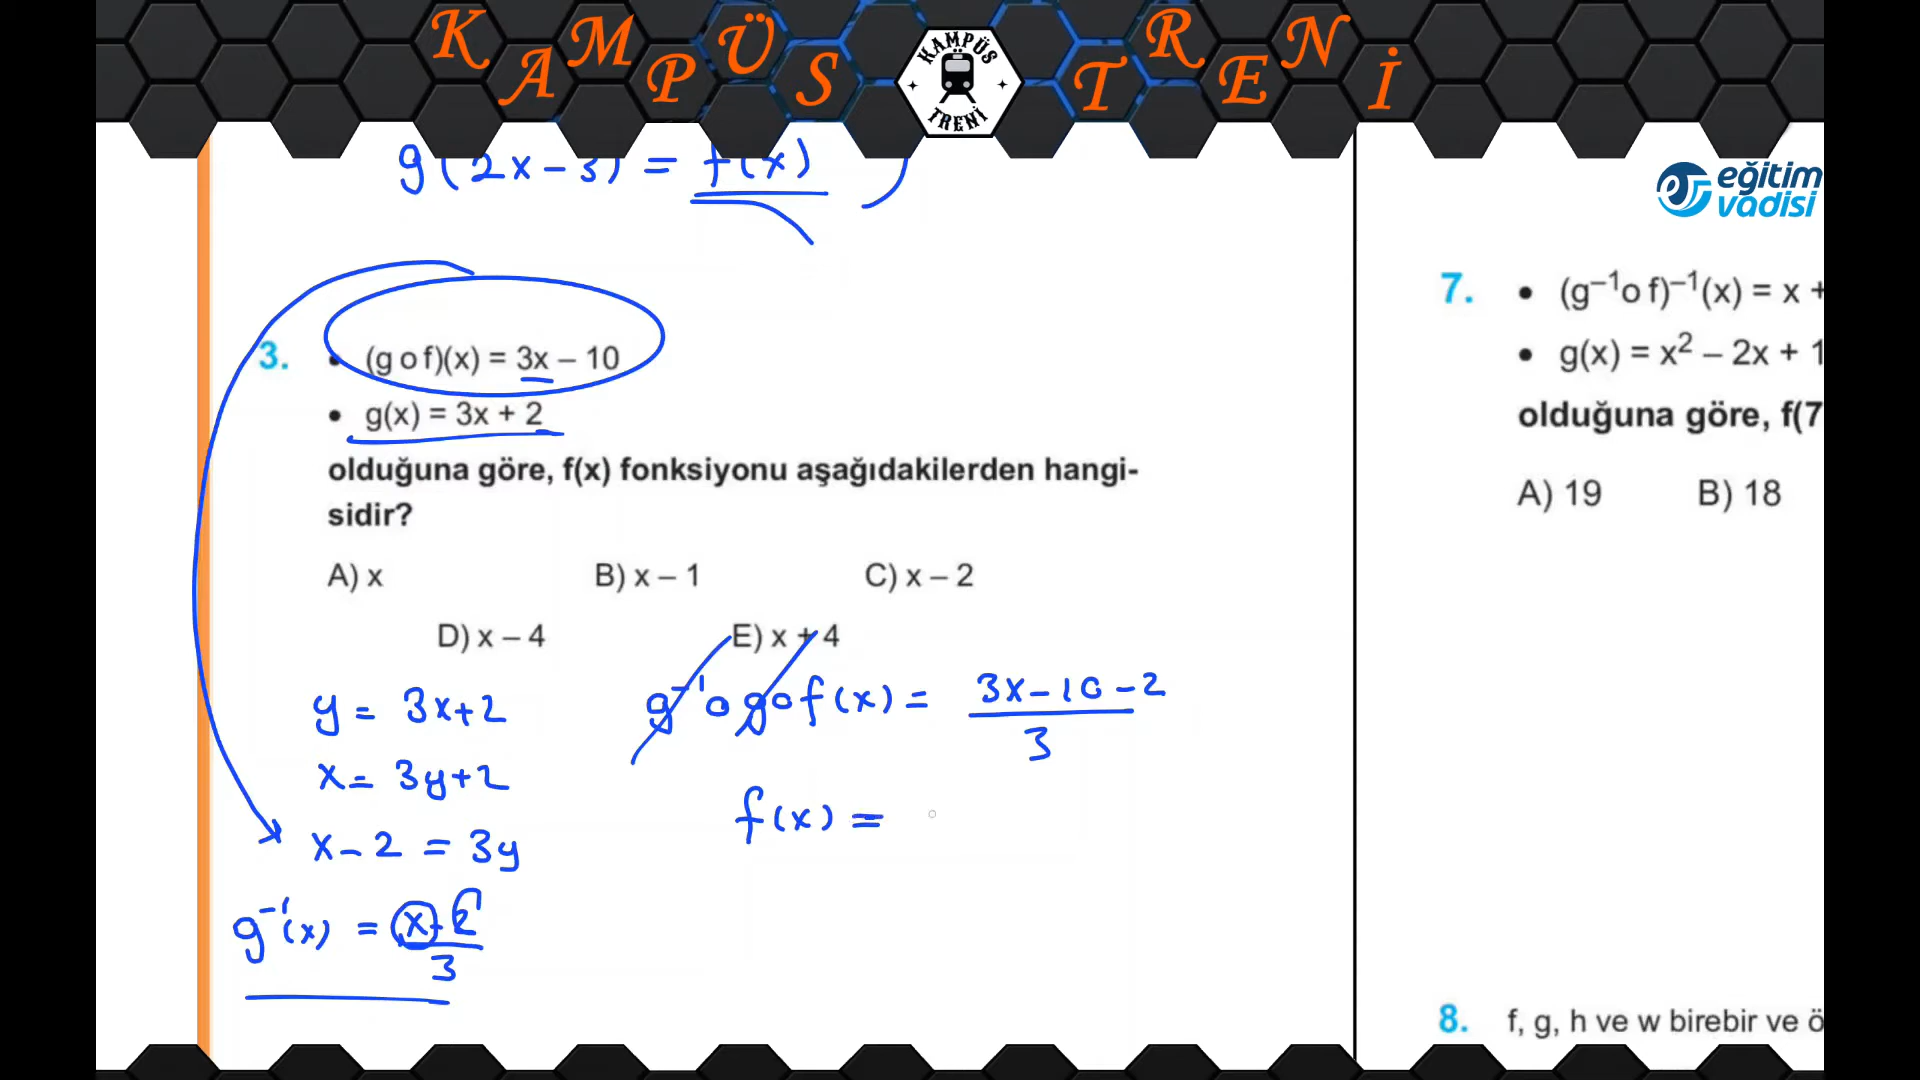 KAMPÜS TRENİ
KAMPÜS
TRENİ
g(2x-3) = f(x)
eğitim
vadisi
3. • (g o f)(x) = 3x – 10
• g(x) = 3x + 2
olduğuna göre, f(x) fonksiyonu aşağıdakilerden hangi-
sidir?
A) x B) x – 1 C) x – 2
D) x – 4 E) x + 4
y = 3x+2
x = 3y+2
x-2 = 3y
g⁻¹(x) = x-2
3
g⁻¹ o g o f(x) = 3x-10-2
3
f(x) =
7. • (g⁻¹o f)⁻¹(x) = x +
• g(x) = x² – 2x + 1
olduğuna göre, f(7
A) 19 B) 18
8. f, g, h ve w birebir ve ö